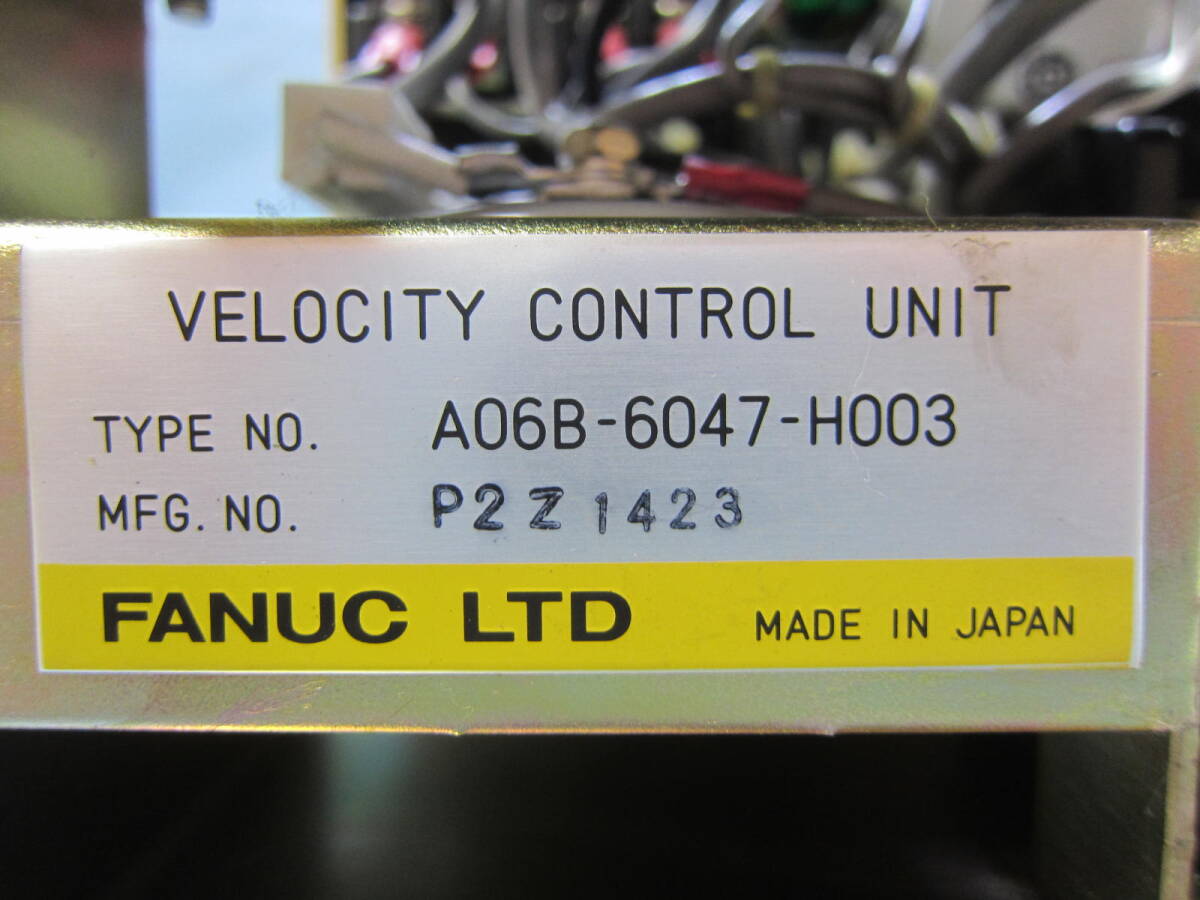 VELOCITY CONTROL UNIT
TYPE NO. A06B-6047-H003
MFG. NO. P2Z1423
FANUC LTD MADE IN JAPAN